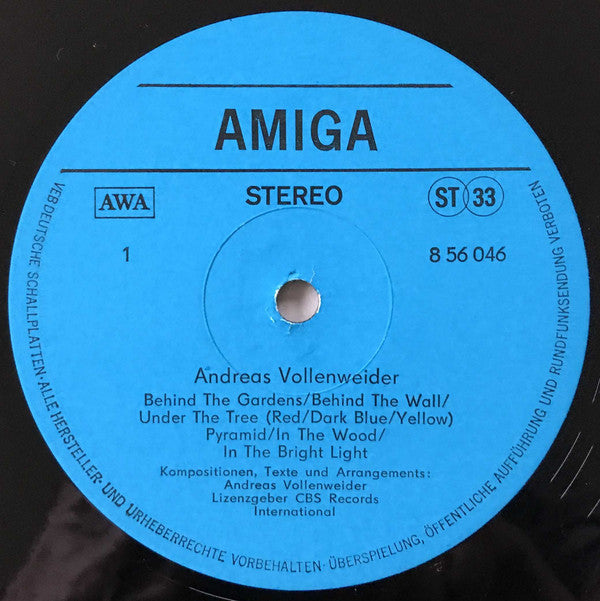 AMIGA
AWA
STEREO
ST 33
1
8 56 046
Andreas Vollenweider
Behind The Gardens/Behind The Wall/
Under The Tree (Red/Dark Blue/Yellow)
Pyramid/In The Wood/
In The Bright Light
Kompositionen, Texte und Arrangements:
Andreas Vollenweider
Lizenzgeber CBS Records
International
VEB DEUTSCHE SCHALLPLATTEN·ALLE HERSTELLER- UND URHEBERRECHTE VORBEHALTEN·ÜBERSPIELUNG, ÖFFENTLICHE AUFFÜHRUNG UND RUNDFUNKSENDUNG VERBOTEN